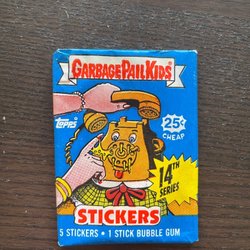 GARBAGE PAIL KIDS
TOPPS
25¢
CHEAP
14TH
SERIES
STICKERS
5 STICKERS • 1 STICK BUBBLE GUM